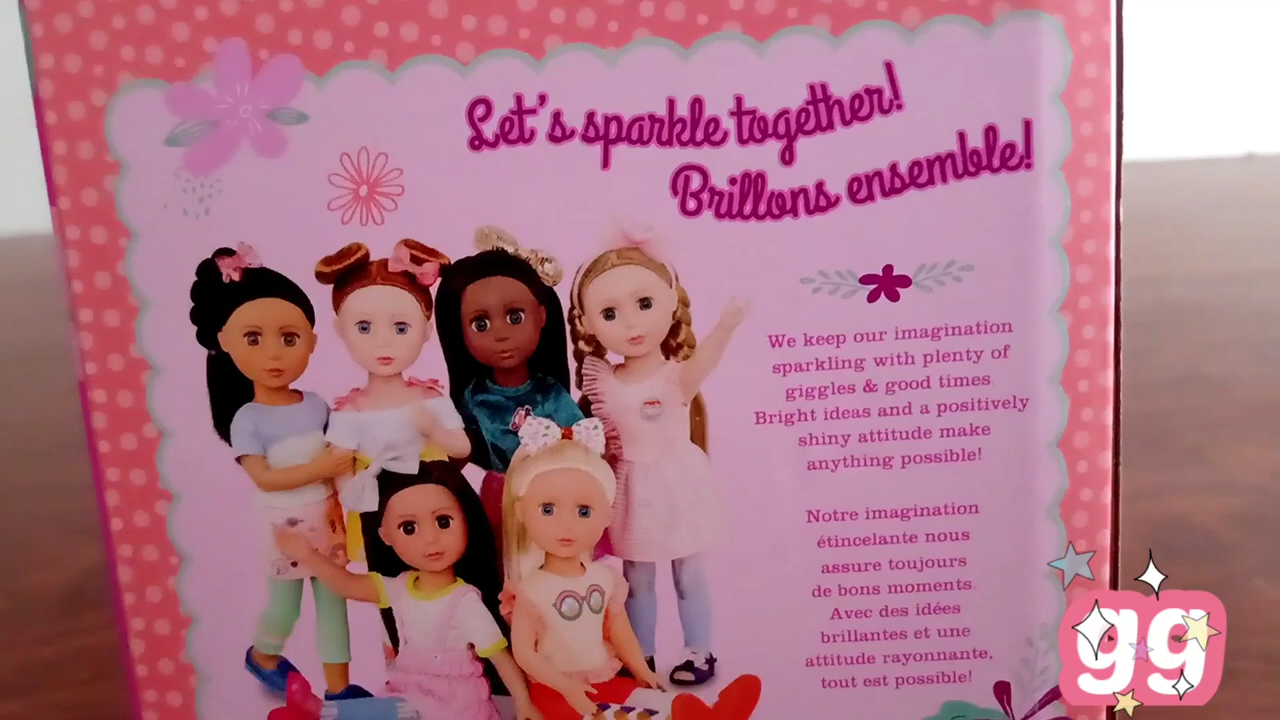 Let's sparkle together!
Brillons ensemble!
We keep our imagination
sparkling with plenty of
giggles & good times.
Bright ideas and a positively
shiny attitude make
anything possible!
Notre imagination
étincelante nous
assure toujours
de bons moments.
Avec des idées
brillantes et une
attitude rayonnante,
tout est possible!
gg